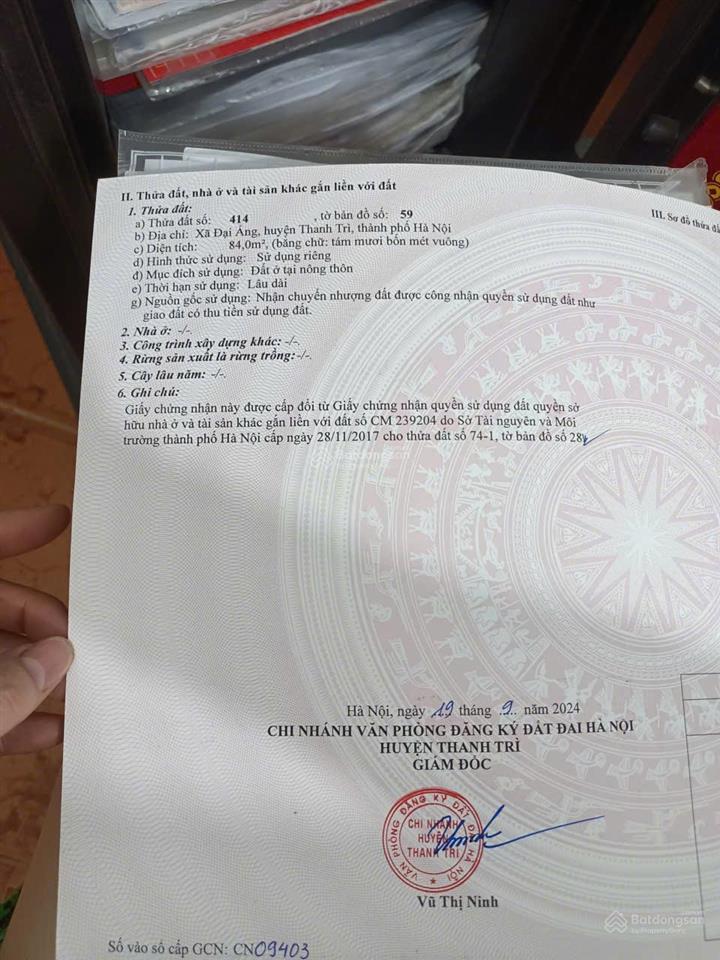 II. Thửa đất, nhà ở và tài sản khác gắn liền với đất
1. Thửa đất:
a) Thửa đất số: 414 , tờ bản đồ số: 59
b) Địa chỉ: Xã Đại Áng, huyện Thanh Trì, thành phố Hà Nội
c) Diện tích: 84,0m², (bằng chữ: tám mươi bốn mét vuông)
d) Hình thức sử dụng: Sử dụng riêng
đ) Mục đích sử dụng: Đất ở tại nông thôn
e) Thời hạn sử dụng: Lâu dài
g) Nguồn gốc sử dụng: Nhận chuyển nhượng đất được công nhận quyền sử dụng đất như
giao đất có thu tiền sử dụng đất.
2. Nhà ở: -/-.
3. Công trình xây dựng khác: -/-.
4. Rừng sản xuất là rừng trồng:-/-.
5. Cây lâu năm: -/-.
6. Ghi chú:
Giấy chứng nhận này được cấp đổi từ Giấy chứng nhận quyền sử dụng đất quyền sở
hữu nhà ở và tài sản khác gắn liền với đất số CM 239204 do Sở Tài nguyên và Môi
trường thành phố Hà Nội cấp ngày 28/11/2017 cho thửa đất số 74-1, tờ bản đồ số 28
III. Sơ đồ thửa đấ
Batdongsan
Hà Nội, ngày 19 tháng 9 năm 2024
CHI NHÁNH VĂN PHÒNG ĐĂNG KÝ ĐẤT ĐAI HÀ NỘI
HUYỆN THANH TRÌ
GIÁM ĐỐC
VĂN PHÒNG ĐĂNG KÝ ĐẤT ĐAI HÀ NỘI
CHI NHÁNH
HUYỆN
THANH TRÌ
Vũ Thị Ninh
Số vào sổ cấp GCN: CN09403
Batdongsan
by PropertyGuru